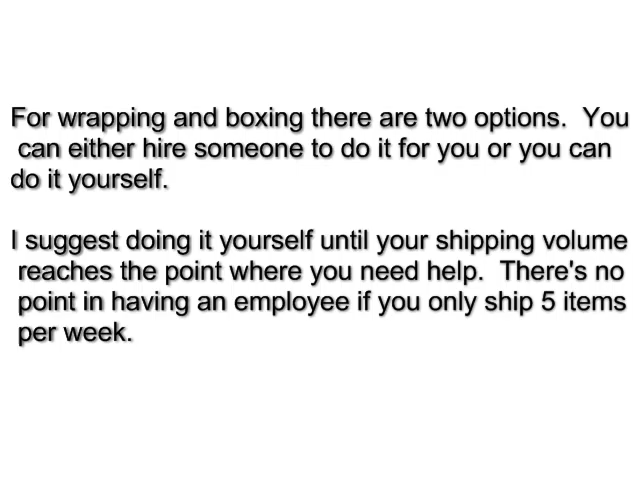 For wrapping and boxing there are two options.  You
can either hire someone to do it for you or you can
do it yourself.
I suggest doing it yourself until your shipping volume
reaches the point where you need help.  There's no
point in having an employee if you only ship 5 items
per week.